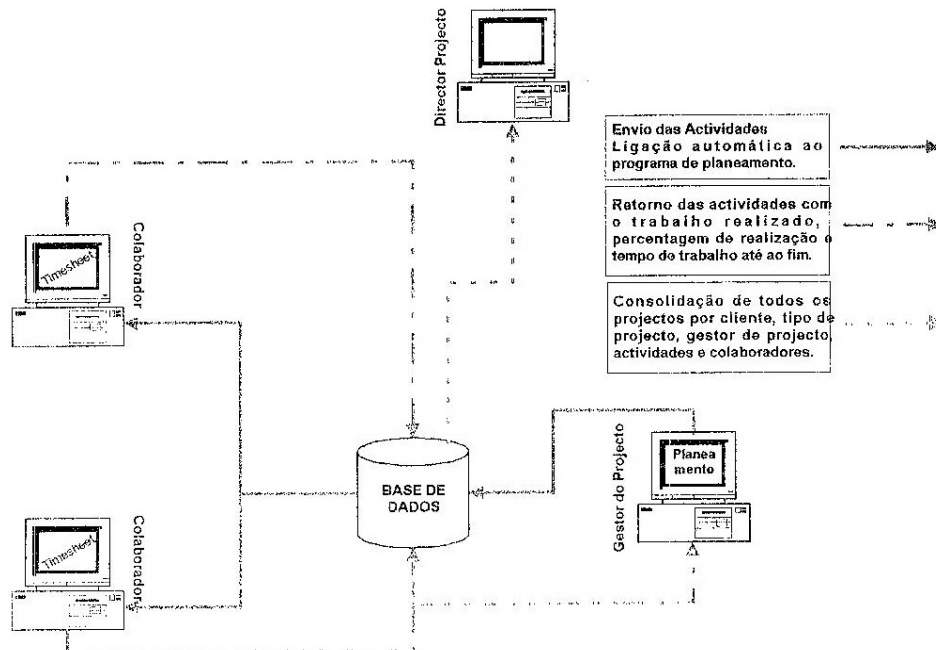 Director Projecto
Envio das Actividades
Ligação automática ao
programa de planeamento.
Retorno das actividades com
o trabalho realizado,
percentagem de realização e
tempo de trabalho até ao fim.
Consolidação de todos os
projectos por cliente, tipo de
projecto, gestor de projecto,
actividades e colaboradores.
Timesheet
Colaborador
Gestor do Projecto
Planea
mento
BASE DE
DADOS
Timesheet
Colaborador